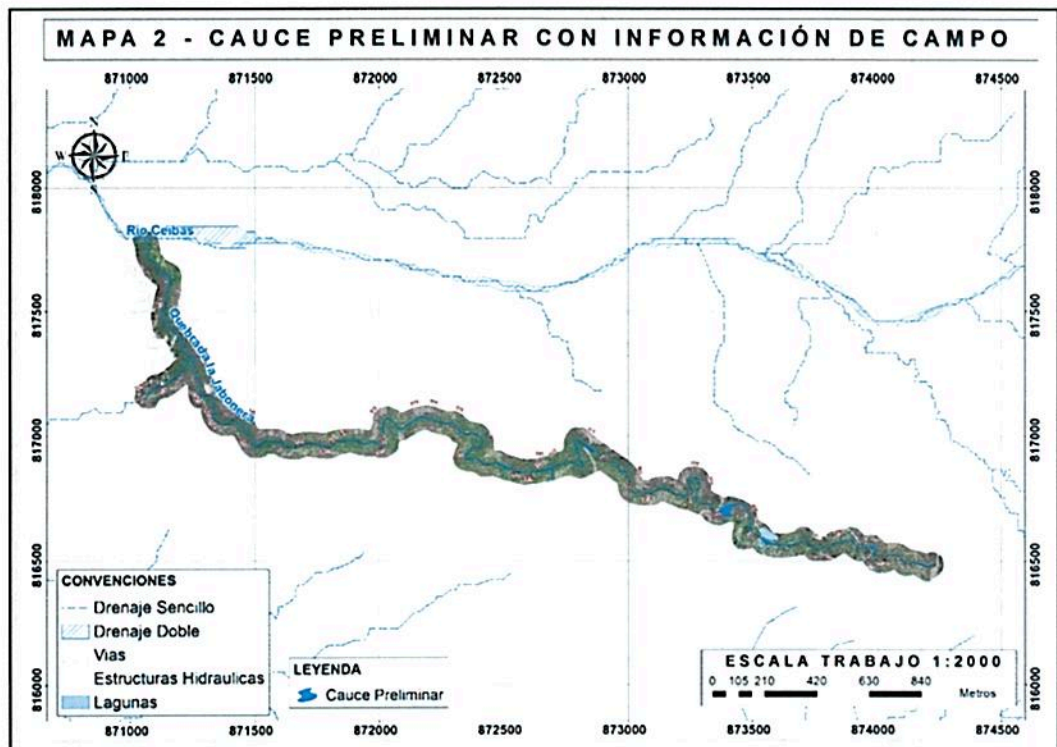 MAPA 2 - CAUCE PRELIMINAR CON INFORMACIÓN DE CAMPO
871000 871500 872000 872500 873000 873500 874000 874500
N
W E
S
818000 818000
Río Ceibas
817500 817500
Quebrada la Jabonera
817000 817000
816500 816500
CONVENCIONES
Drenaje Sencillo
Drenaje Doble
Vias
Estructuras Hidraulicas
Lagunas
LEYENDA
Cauce Preliminar
ESCALA TRABAJO 1:2000
0 105 210 420 630 840
Metros
816000 816000
871000 871500 872000 872500 873000 873500 874000 874500